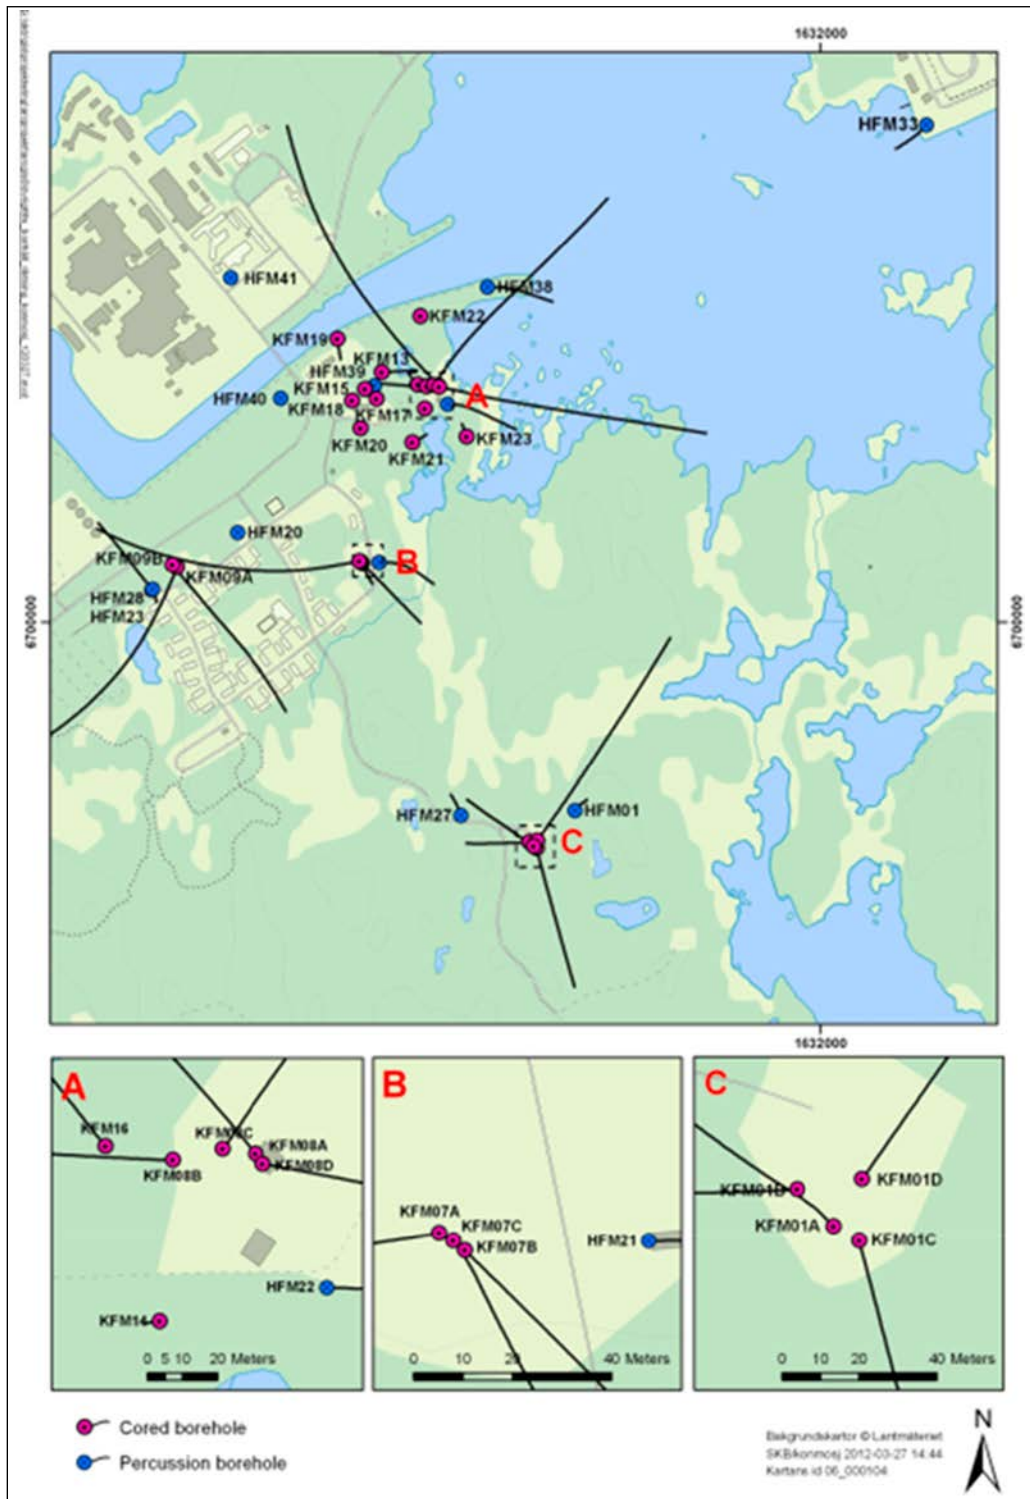 1632000
HFM33
HFM41
HFM38
KFM22
KFM19
KFM13
HFM39
KFM15
A
HFM40
KFM18
KFM17
KFM20
KFM23
KFM21
HFM20
B
KFM09B
KFM09A
HFM28
HFM23
6700000
6700000
HFM27
HFM01
C
1632000
A
KFM16
KFM08C
KFM08A
KFM08D
KFM08B
HFM22
KFM14
0 5 10 20 Meters
B
KFM07A
KFM07C
KFM07B
HFM21
0 10 20 40 Meters
C
KFM01B
KFM01D
KFM01A
KFM01C
0 10 20 40 Meters
Cored borehole
Percussion borehole
Bakgrundskartor © Lantmäteriet
SKB/konmosj 2012-03-27 14:44
Kartans id 06_000104
N